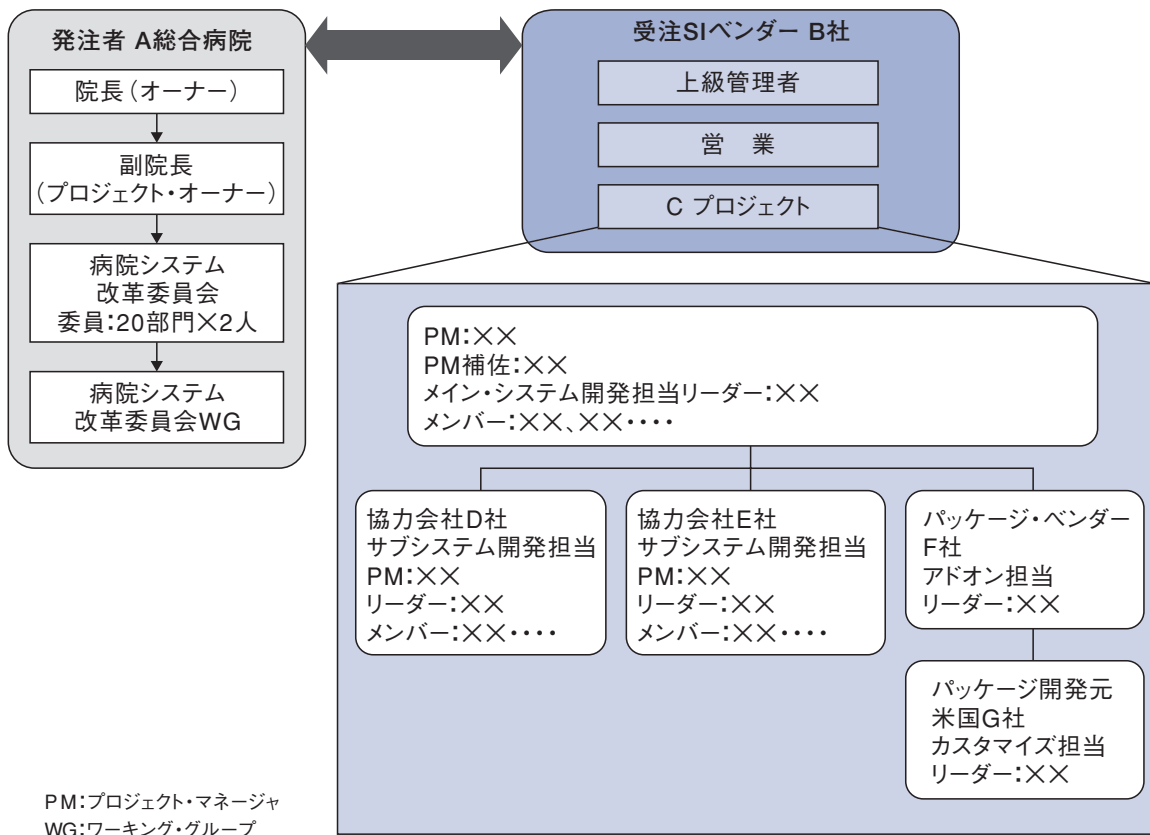 発注者 A総合病院
院長（オーナー）
副院長
（プロジェクト・オーナー）
病院システム
改革委員会
委員：20部門×2人
病院システム
改革委員会WG
受注SIベンダー B社
上級管理者
営　業
C プロジェクト
PM：××
PM補佐：××
メイン・システム開発担当リーダー：××
メンバー：××、××・・・・
協力会社D社
サブシステム開発担当
PM：××
リーダー：××
メンバー：××・・・・
協力会社E社
サブシステム開発担当
PM：××
リーダー：××
メンバー：××・・・・
パッケージ・ベンダー
F社
アドオン担当
リーダー：××
パッケージ開発元
米国G社
カスタマイズ担当
リーダー：××
PM：プロジェクト・マネージャ
WG：ワーキング・グループ